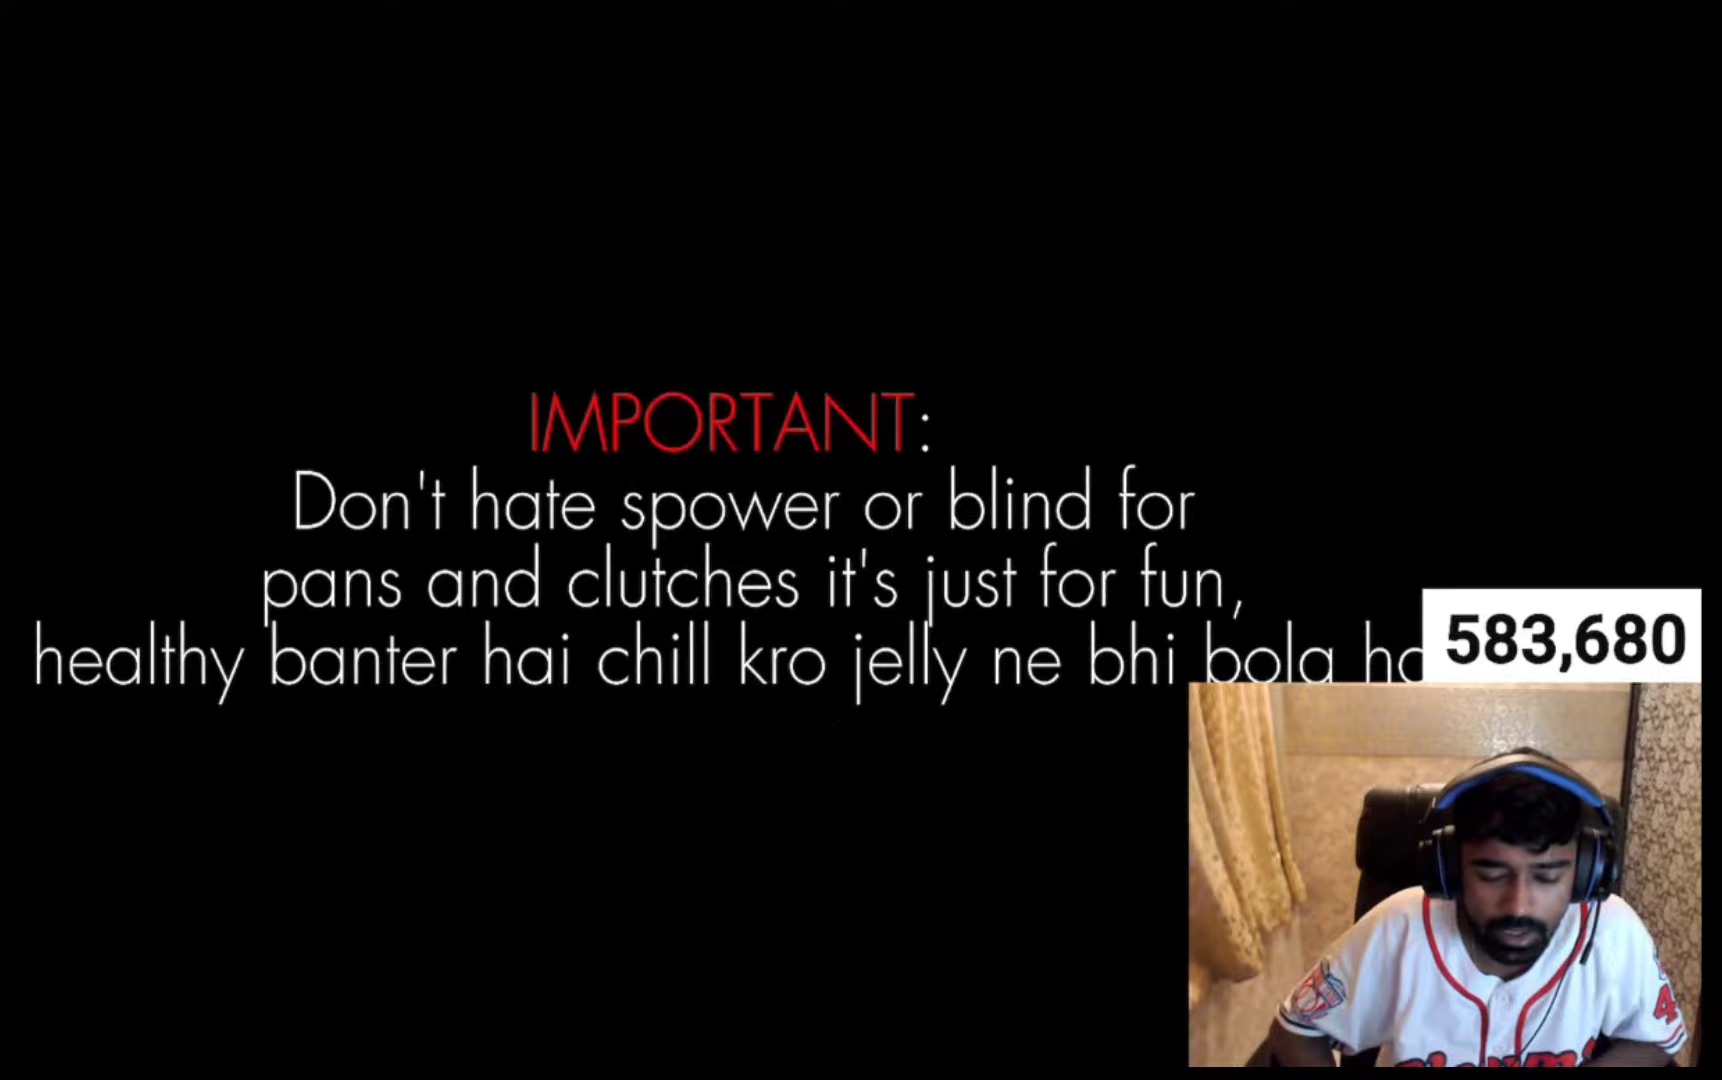 IMPORTANT:
Don't hate spower or blind for
pans and clutches it's just for fun,
healthy banter hai chill kro jelly ne bhi bola
583,680
4